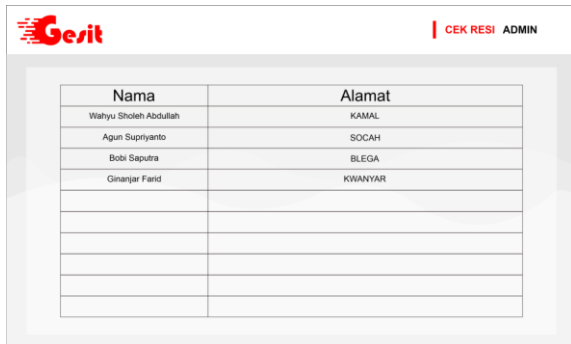 Gesit
CEK RESI ADMIN
Nama Alamat
Wahyu Sholeh Abdullah KAMAL
Agun Supriyanto SOCAH
Bobi Saputra BLEGA
Ginanjar Farid KWANYAR